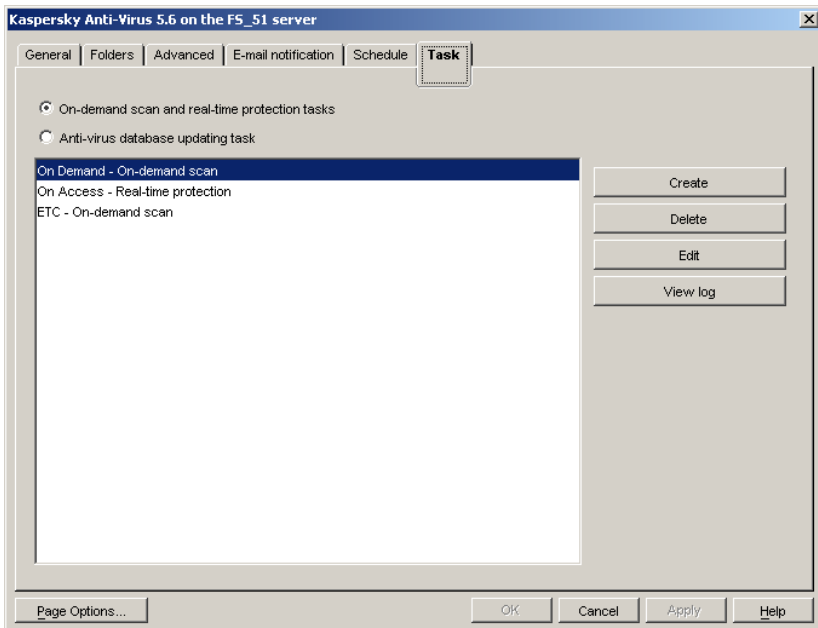 Kaspersky Anti-Virus 5.6 on the FS_51 server
General Folders Advanced E-mail notification Schedule Task
On-demand scan and real-time protection tasks
Anti-virus database updating task
On Demand - On-demand scan
On Access - Real-time protection
ETC - On-demand scan
Create
Delete
Edit
View log
Page Options... OK Cancel Apply Help